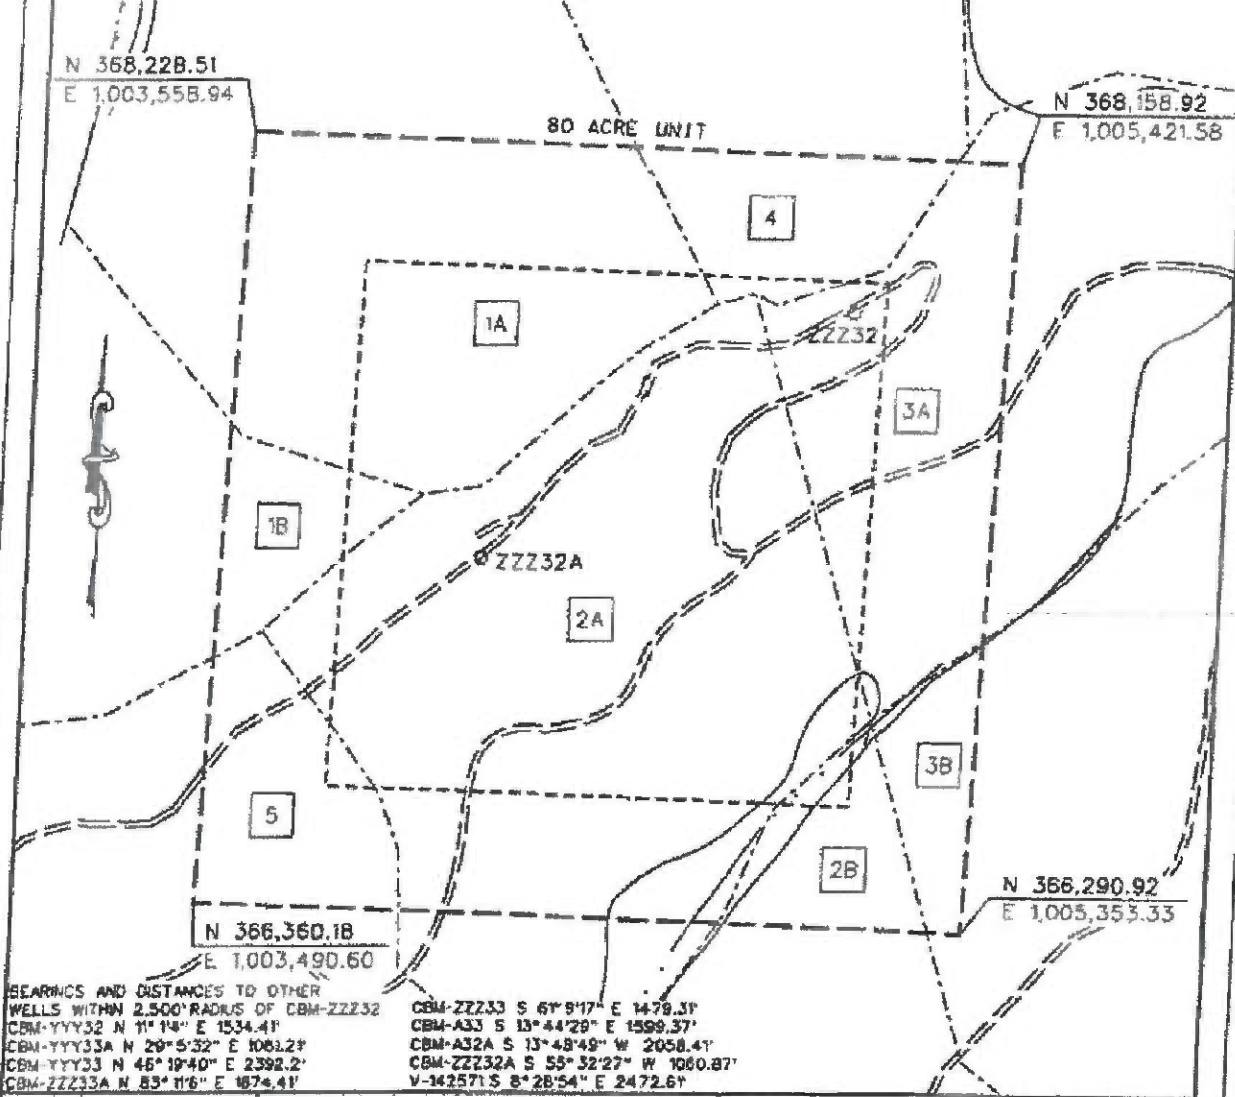 N 368,228.51
E 1,003,558.94
N 368,158.92
E 1,005,421.58
80 ACRE UNIT
4
1A
ZZZ32
3A
1B
ZZZ32A
2A
3B
5
2B
N 366,290.92
E 1,005,353.33
N 366,360.18
E 1,003,490.60
BEARINGS AND DISTANCES TO OTHER
WELLS WITHIN 2,500' RADIUS OF CBM-ZZZ32
CBM-YYY32 N 11° 1'4" E 1534.41'
CBM-YYY33A N 29° 5'32" E 1061.21'
CBM-YYY33 N 46° 19'40" E 2392.2'
CBM-ZZZ33A N 83° 11'6" E 1874.41'
CBM-ZZZ33 S 61° 9'17" E 1479.31'
CBM-A33 S 13° 44'29" E 1599.37'
CBM-A32A S 13° 48'49" W 2058.41'
CBM-ZZZ32A S 55° 32'27" W 1060.87'
V-142571 S 8° 28'54" E 2472.61'